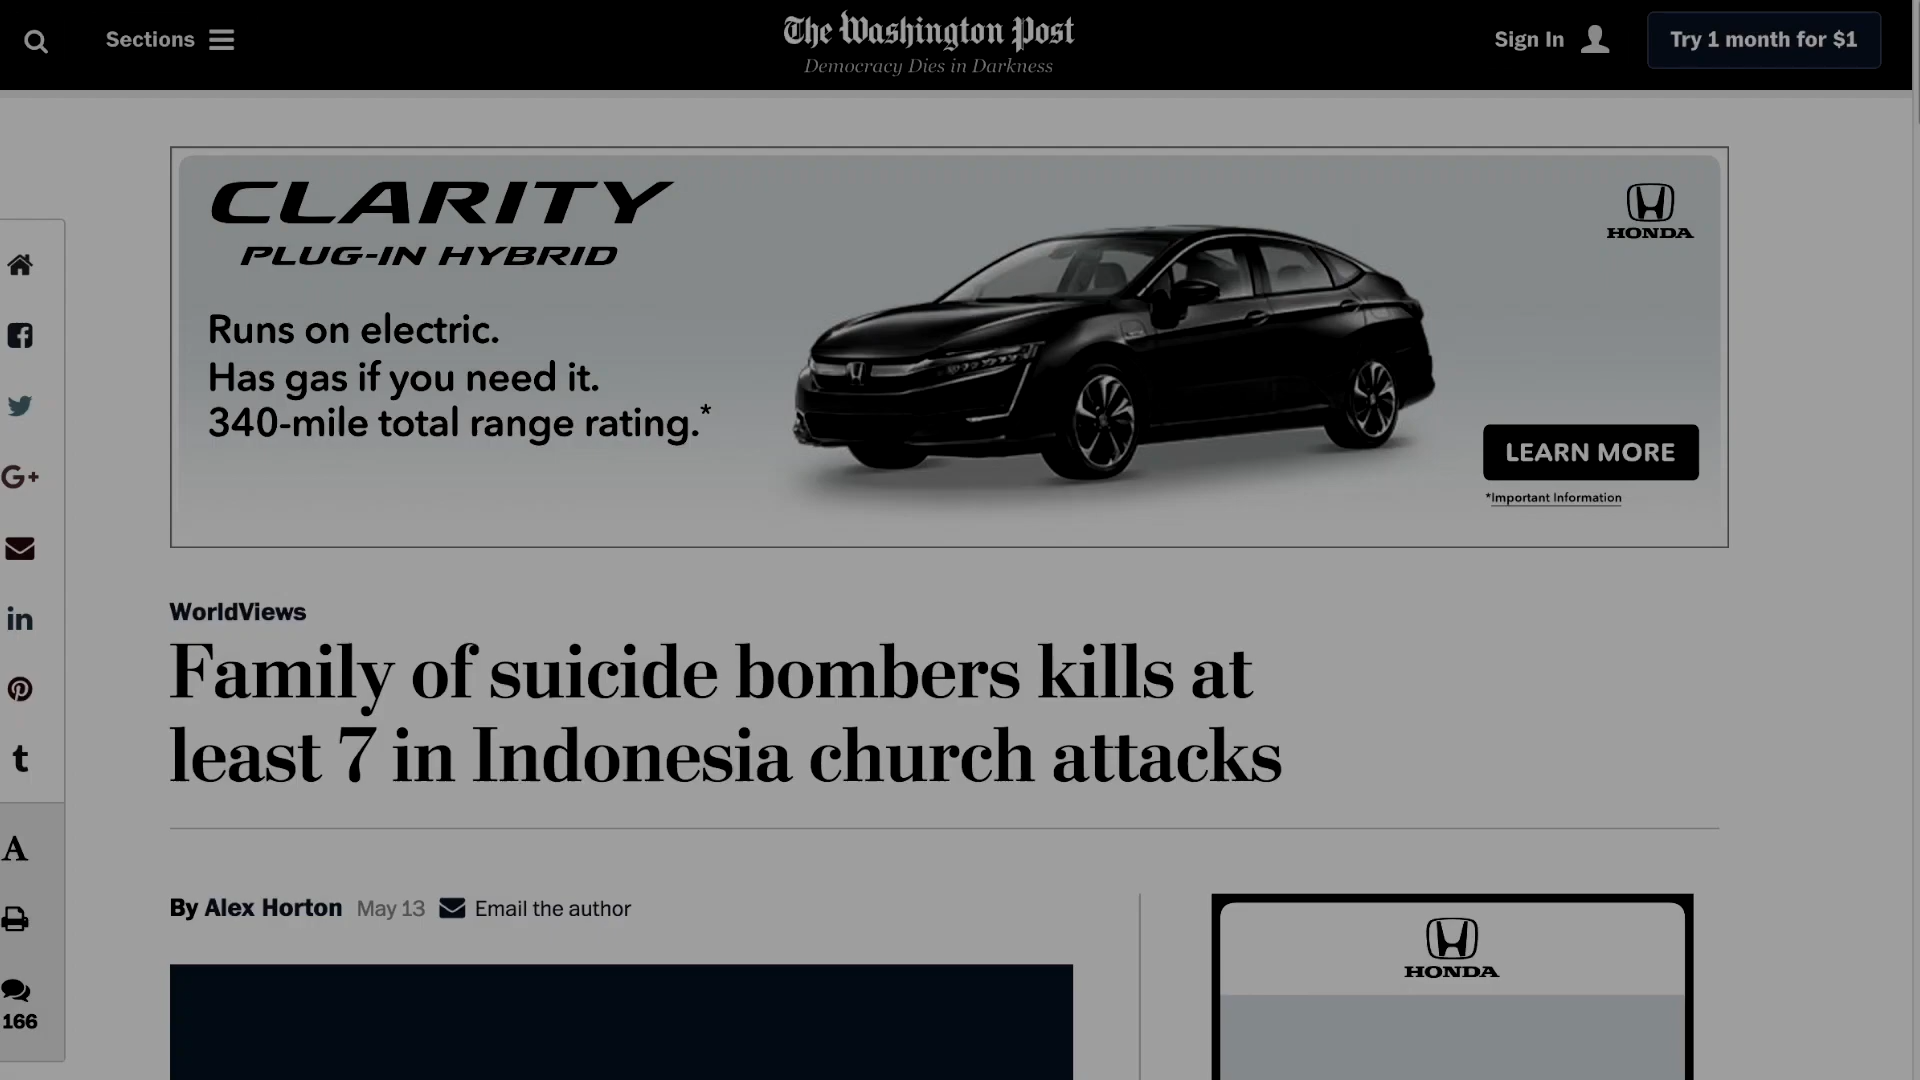 Sections
The Washington Post
Democracy Dies in Darkness
Sign In
Try 1 month for $1
CLARITY
PLUG-IN HYBRID
HONDA
Runs on electric.
Has gas if you need it.
340-mile total range rating.*
LEARN MORE
*Important Information
G+
in
t
A
166
WorldViews
Family of suicide bombers kills at
least 7 in Indonesia church attacks
By Alex Horton May 13 Email the author
HONDA